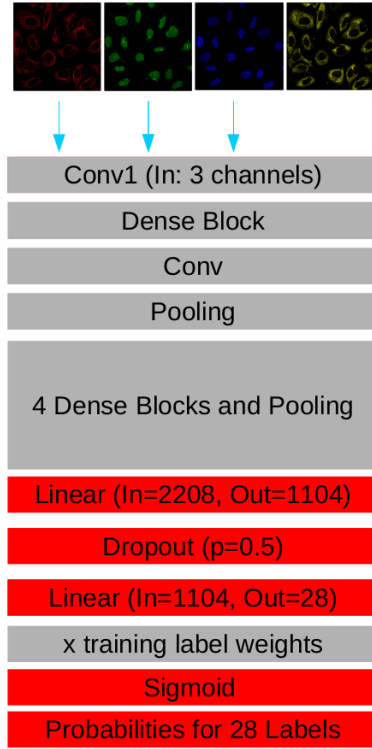 Conv1 (In: 3 channels)
Dense Block
Conv
Pooling
4 Dense Blocks and Pooling
Linear (In=2208, Out=1104)
Dropout (p=0.5)
Linear (In=1104, Out=28)
x training label weights
Sigmoid
Probabilities for 28 Labels